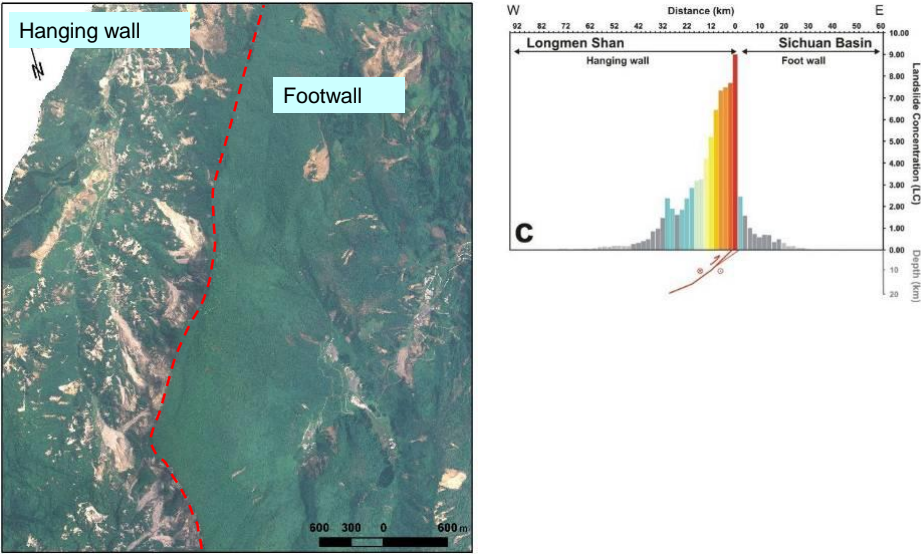 Hanging wall
N
Footwall
600 300 0 600 m
W Distance (km) E
92 82 72 62 52 42 32 22 12 0 10 20 30 40 50 60
Longmen Shan Sichuan Basin
Hanging wall Foot wall
10.00
9.00
8.00
7.00
6.00
5.00
4.00
3.00
2.00
1.00
0.00
Landslide Concentration (LC)
C
10
20
Depth (km)